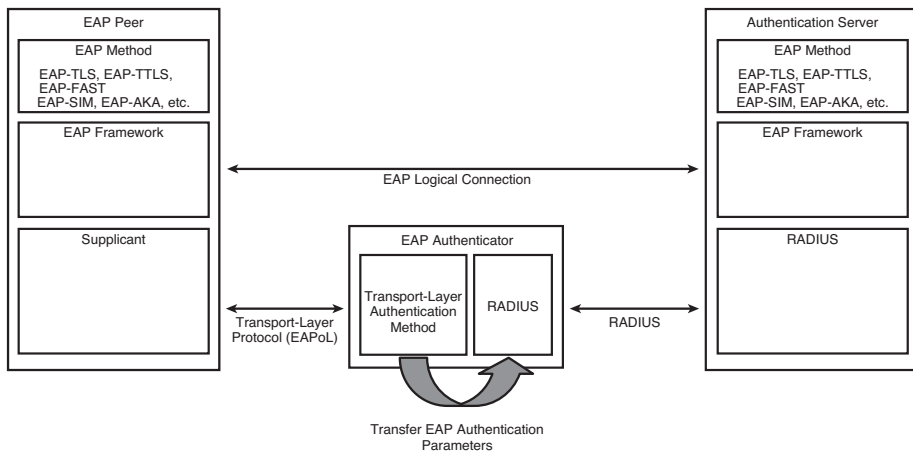 EAP Peer
EAP Method
EAP-TLS, EAP-TTLS,
EAP-FAST
EAP-SIM, EAP-AKA, etc.
EAP Framework
Supplicant
Authentication Server
EAP Method
EAP-TLS, EAP-TTLS,
EAP-FAST
EAP-SIM, EAP-AKA, etc.
EAP Framework
RADIUS
EAP Logical Connection
EAP Authenticator
Transport-Layer
Authentication
Method
RADIUS
Transport-Layer
Protocol (EAPoL)
RADIUS
Transfer EAP Authentication
Parameters